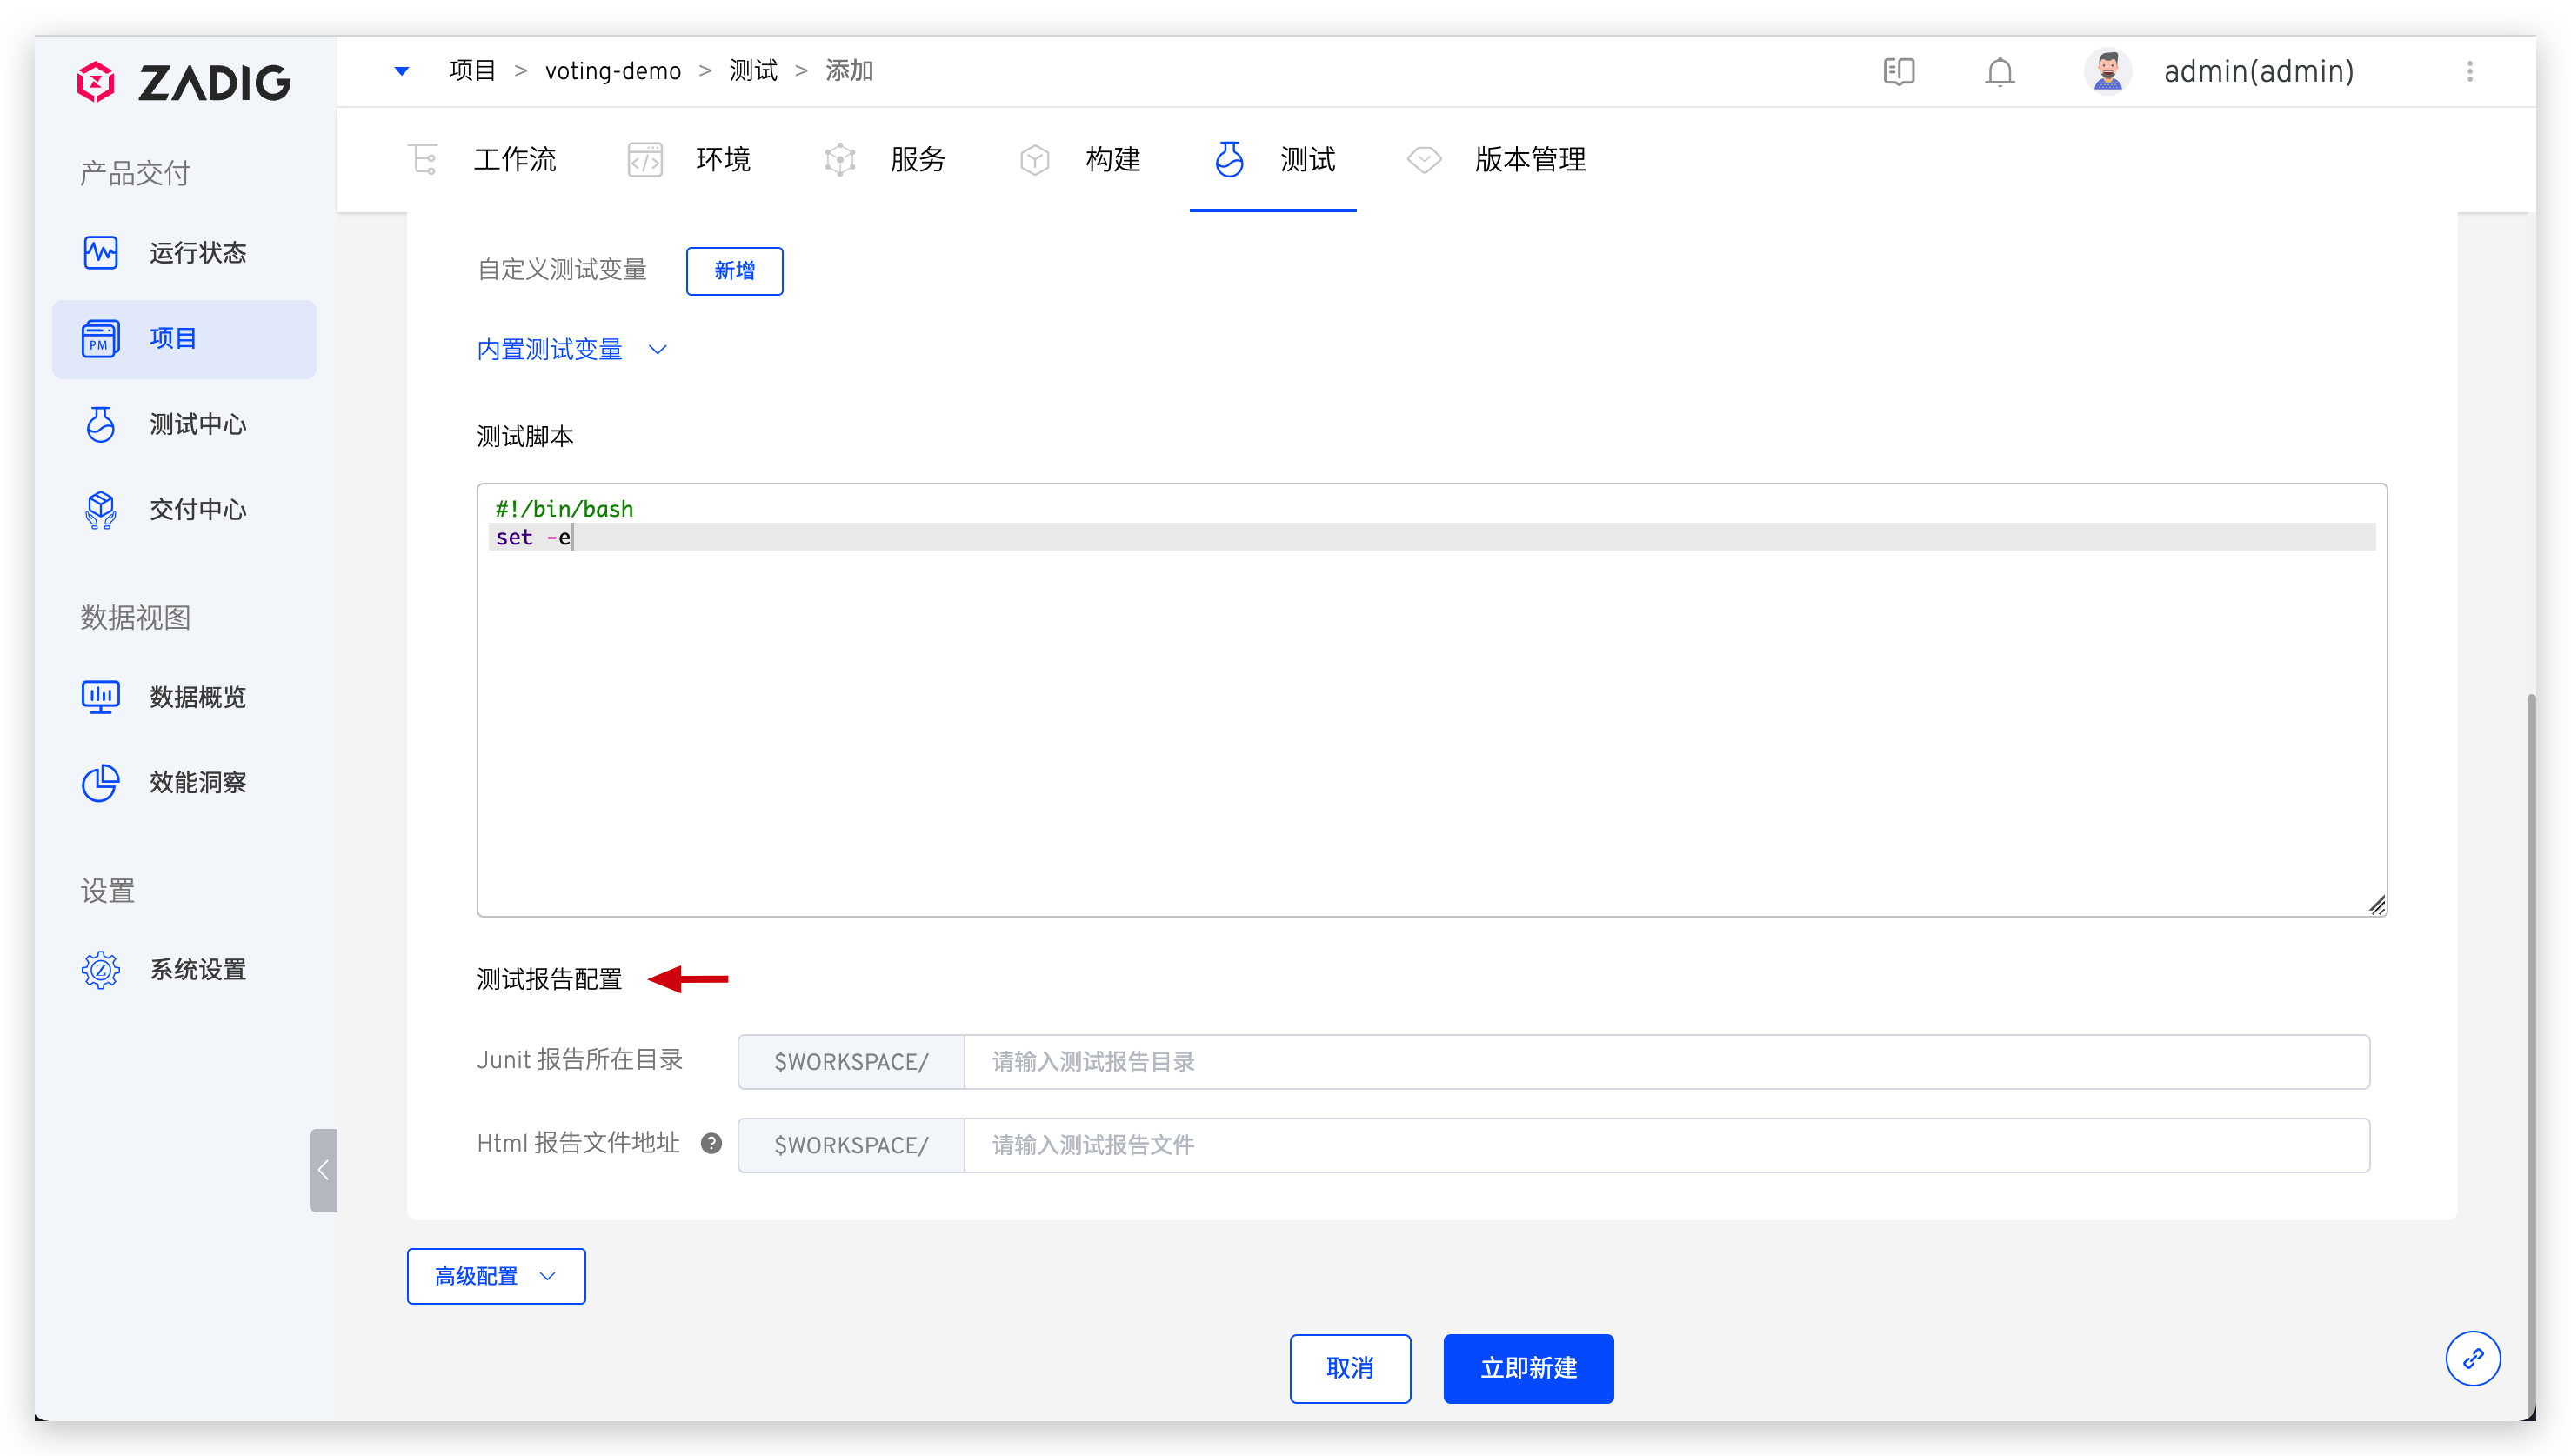 ZADIG
项目 > voting-demo > 测试 > 添加
admin(admin)
产品交付
运行状态
PM
项目
测试中心
交付中心
数据视图
数据概览
效能洞察
设置
Z
系统设置
工作流
</>
环境
服务
构建
测试
版本管理
自定义测试变量
新增
内置测试变量
测试脚本
#!/bin/bash
set -e
测试报告配置
Junit 报告所在目录
$WORKSPACE/
请输入测试报告目录
Html 报告文件地址
?
$WORKSPACE/
请输入测试报告文件
高级配置
取消
立即新建